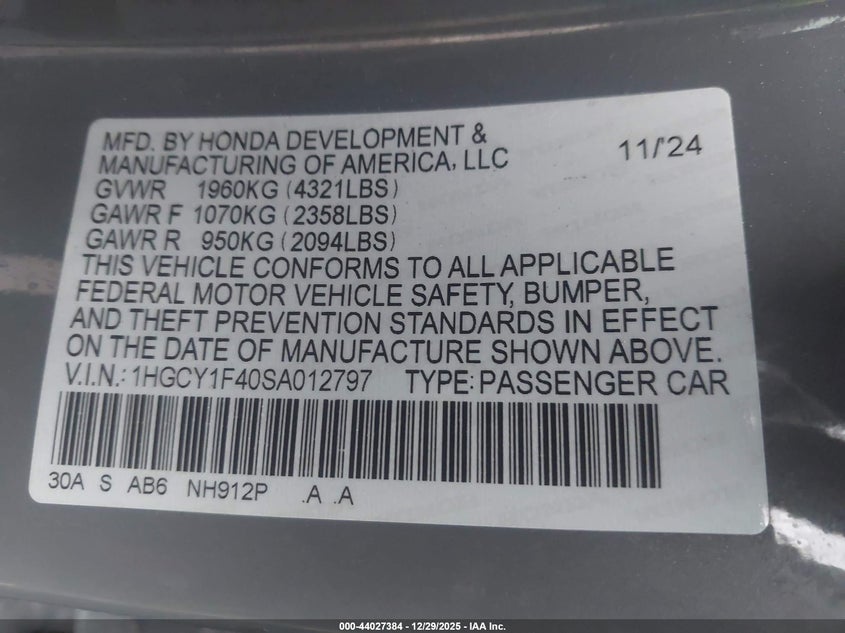 MFD. BY HONDA DEVELOPMENT &
MANUFACTURING OF AMERICA, LLC 11/'24
GVWR 1960KG (4321LBS)
GAWR F 1070KG (2358LBS)
GAWR R 950KG (2094LBS)
THIS VEHICLE CONFORMS TO ALL APPLICABLE
FEDERAL MOTOR VEHICLE SAFETY, BUMPER,
AND THEFT PREVENTION STANDARDS IN EFFECT
ON THE DATE OF MANUFACTURE SHOWN ABOVE.
V.I.N.: 1HGCY1F40SA012797 TYPE: PASSENGER CAR
30A S AB6 NH912P .A .A
000-44027384 - 12/29/2025 - IAA Inc.